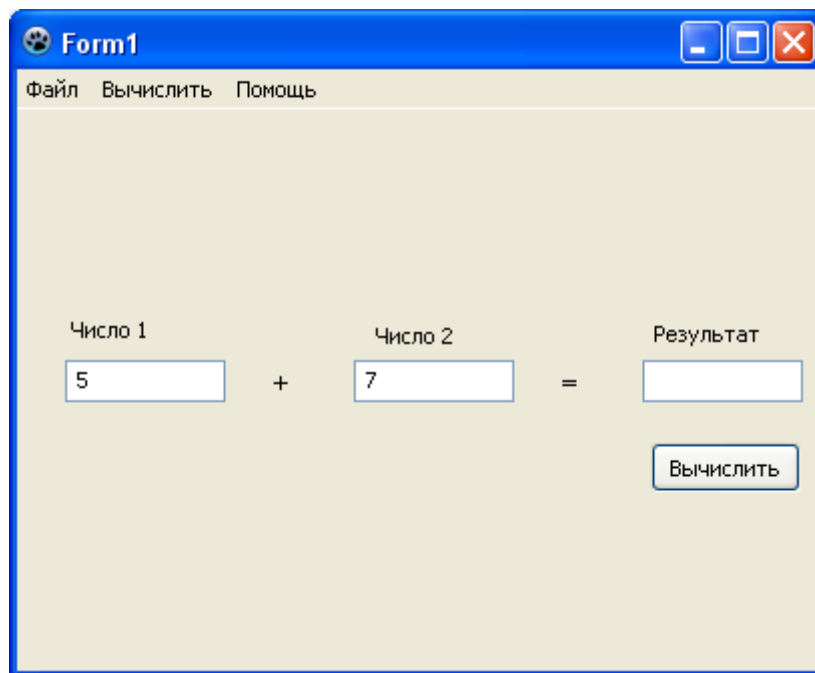 Form1
Файл Вычислить Помощь
Число 1 Число 2 Результат
5 + 7 =
Вычислить